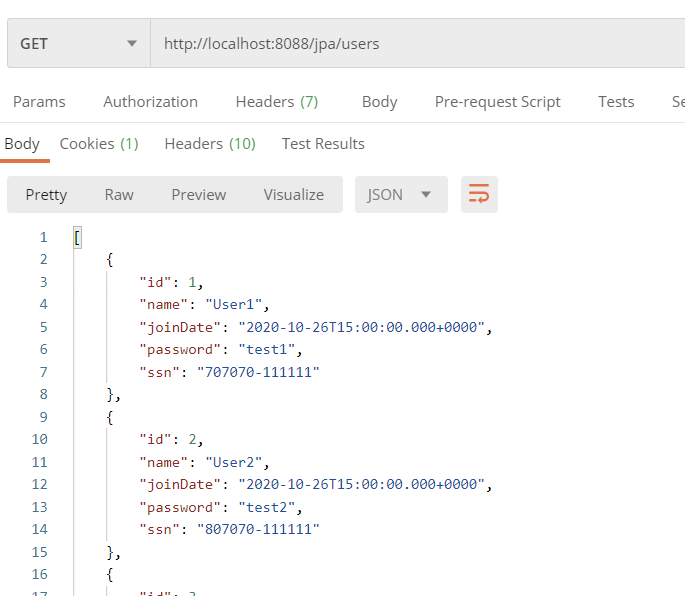 GET http://localhost:8088/jpa/users
Params Authorization Headers (7) Body Pre-request Script Tests Se
Body Cookies (1) Headers (10) Test Results
Pretty Raw Preview Visualize JSON
1 [
2 {
3 "id": 1,
4 "name": "User1",
5 "joinDate": "2020-10-26T15:00:00.000+0000",
6 "password": "test1",
7 "ssn": "707070-111111"
8 },
9 {
10 "id": 2,
11 "name": "User2",
12 "joinDate": "2020-10-26T15:00:00.000+0000",
13 "password": "test2",
14 "ssn": "807070-111111"
15 },
16 {
17 "id": 3